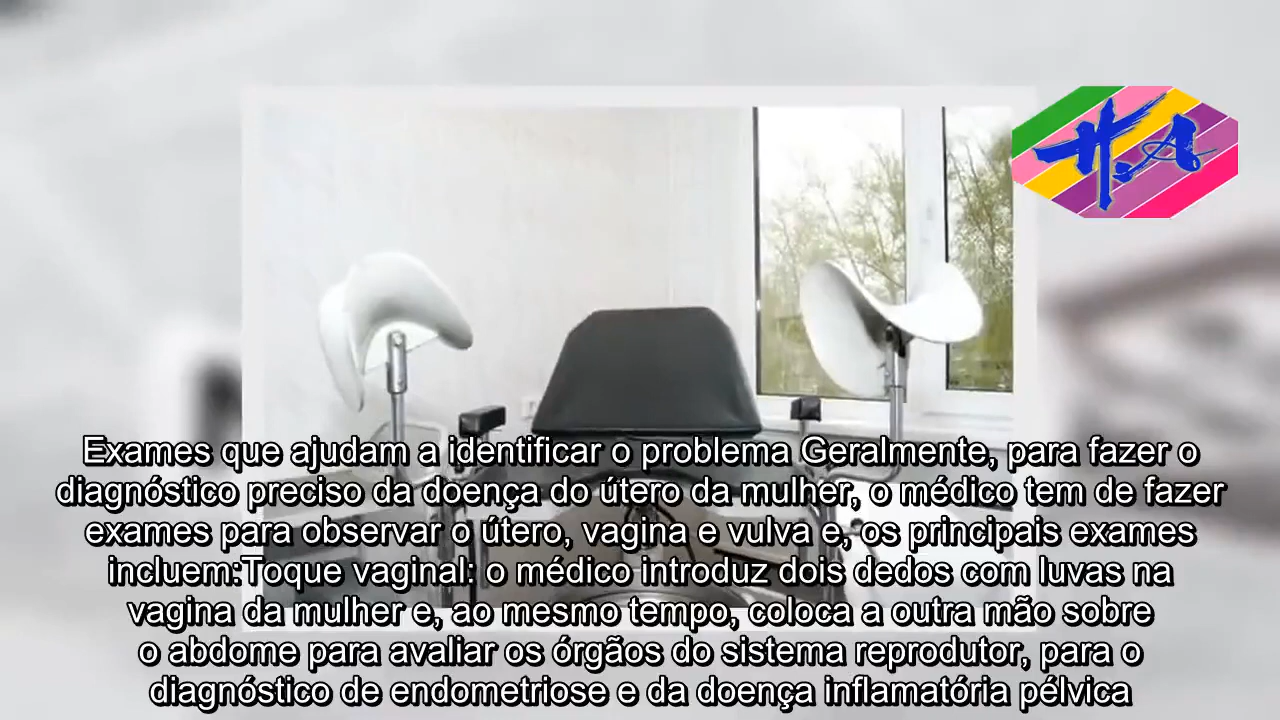 H.A
Exames que ajudam a identificar o problema Geralmente, para fazer o
diagnóstico preciso da doença do útero da mulher, o médico tem de fazer
exames para observar o útero, vagina e vulva e, os principais exames
incluem:Toque vaginal: o médico introduz dois dedos com luvas na
vagina da mulher e, ao mesmo tempo, coloca a outra mão sobre
o abdome para avaliar os órgãos do sistema reprodutor, para o
diagnóstico de endometriose e da doença inflamatória pélvica